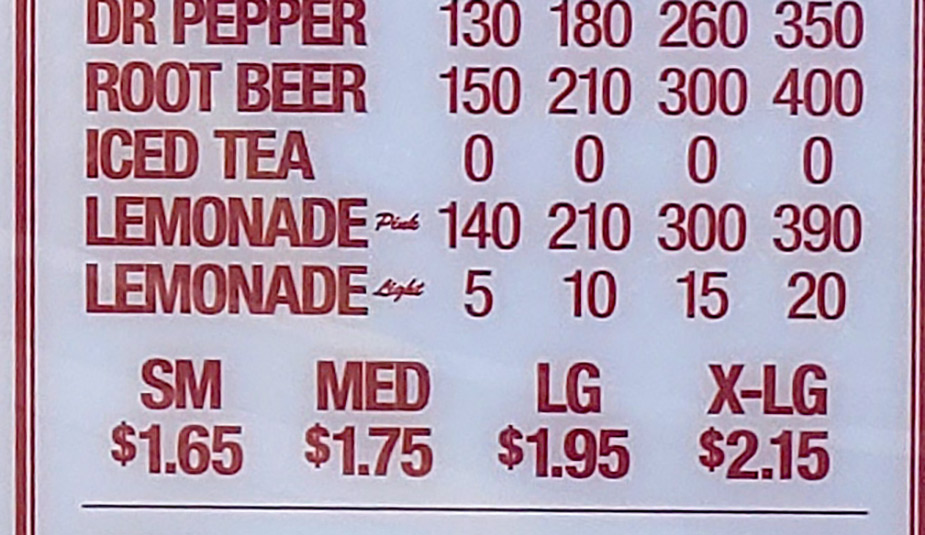 DR PEPPER 130 180 260 350
ROOT BEER 150 210 300 400
ICED TEA 0 0 0 0
LEMONADE Pink 140 210 300 390
LEMONADE Light 5 10 15 20
SM MED LG X-LG
$1.65 $1.75 $1.95 $2.15